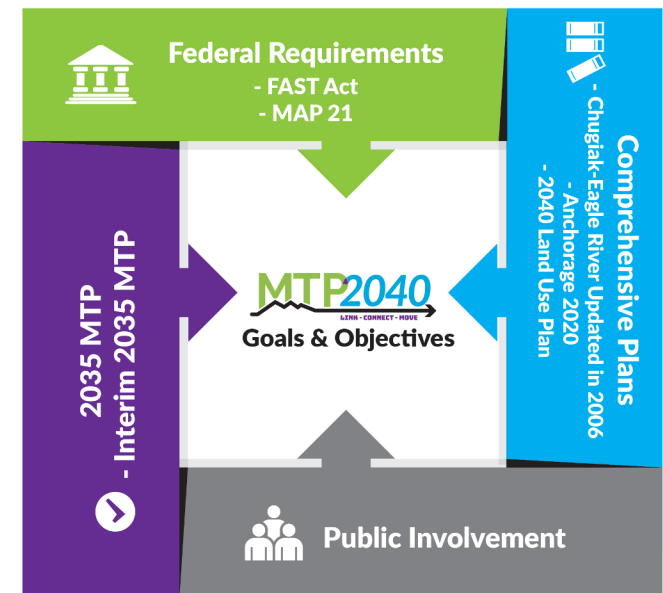 Federal Requirements
- FAST Act
- MAP 21
Comprehensive Plans
- Chugiak-Eagle River Updated in 2006
- Anchorage 2020
- 2040 Land Use Plan
2035 MTP
- Interim 2035 MTP
MTP2040
LINK - CONNECT - MOVE
Goals & Objectives
Public Involvement